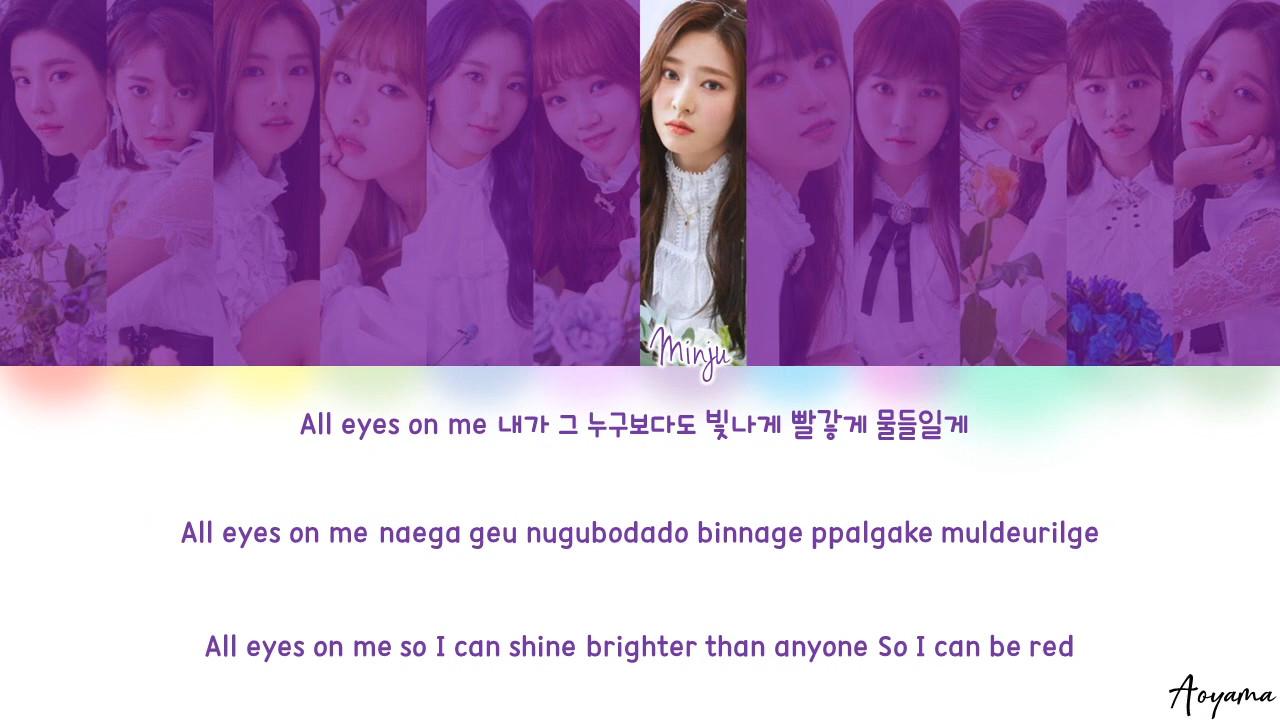 Minju
All eyes on me 내가 그 누구보다도 빛나게 빨갛게 물들일게
All eyes on me naega geu nugubodado binnage ppalgake muldeurilge
All eyes on me so I can shine brighter than anyone So I can be red
Aoyama